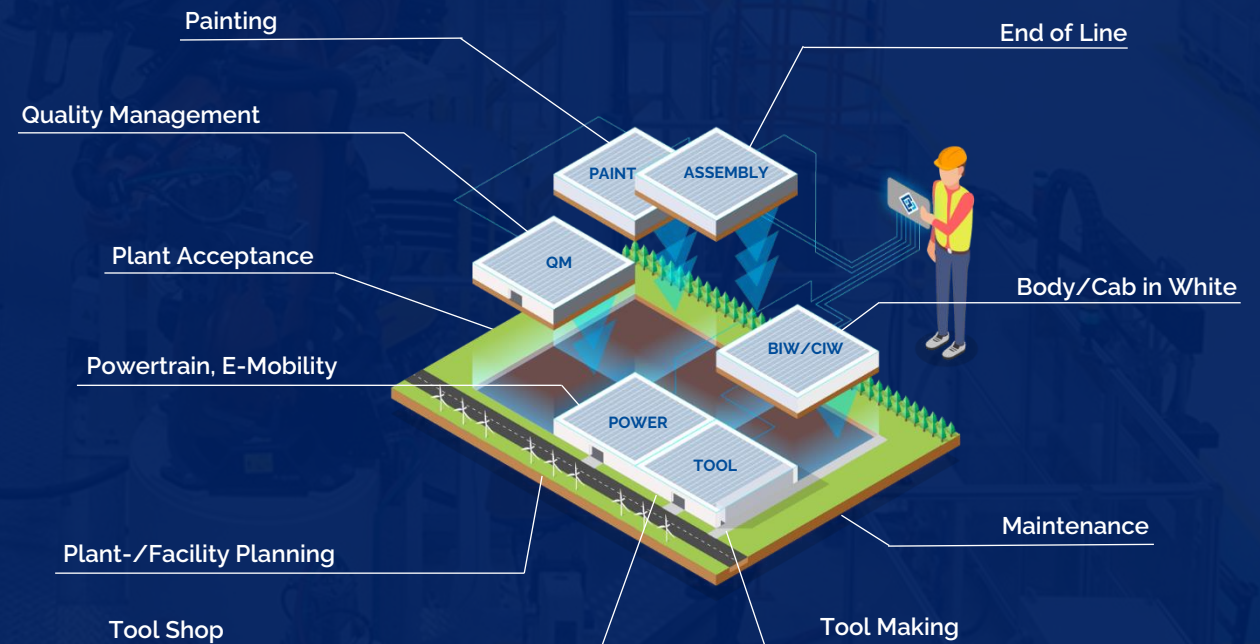 Painting
End of Line
Quality Management
PAINT
ASSEMBLY
Plant Acceptance
QM
Body/Cab in White
BIW/CIW
Powertrain, E-Mobility
POWER
TOOL
Maintenance
Plant-/Facility Planning
Tool Shop
Tool Making